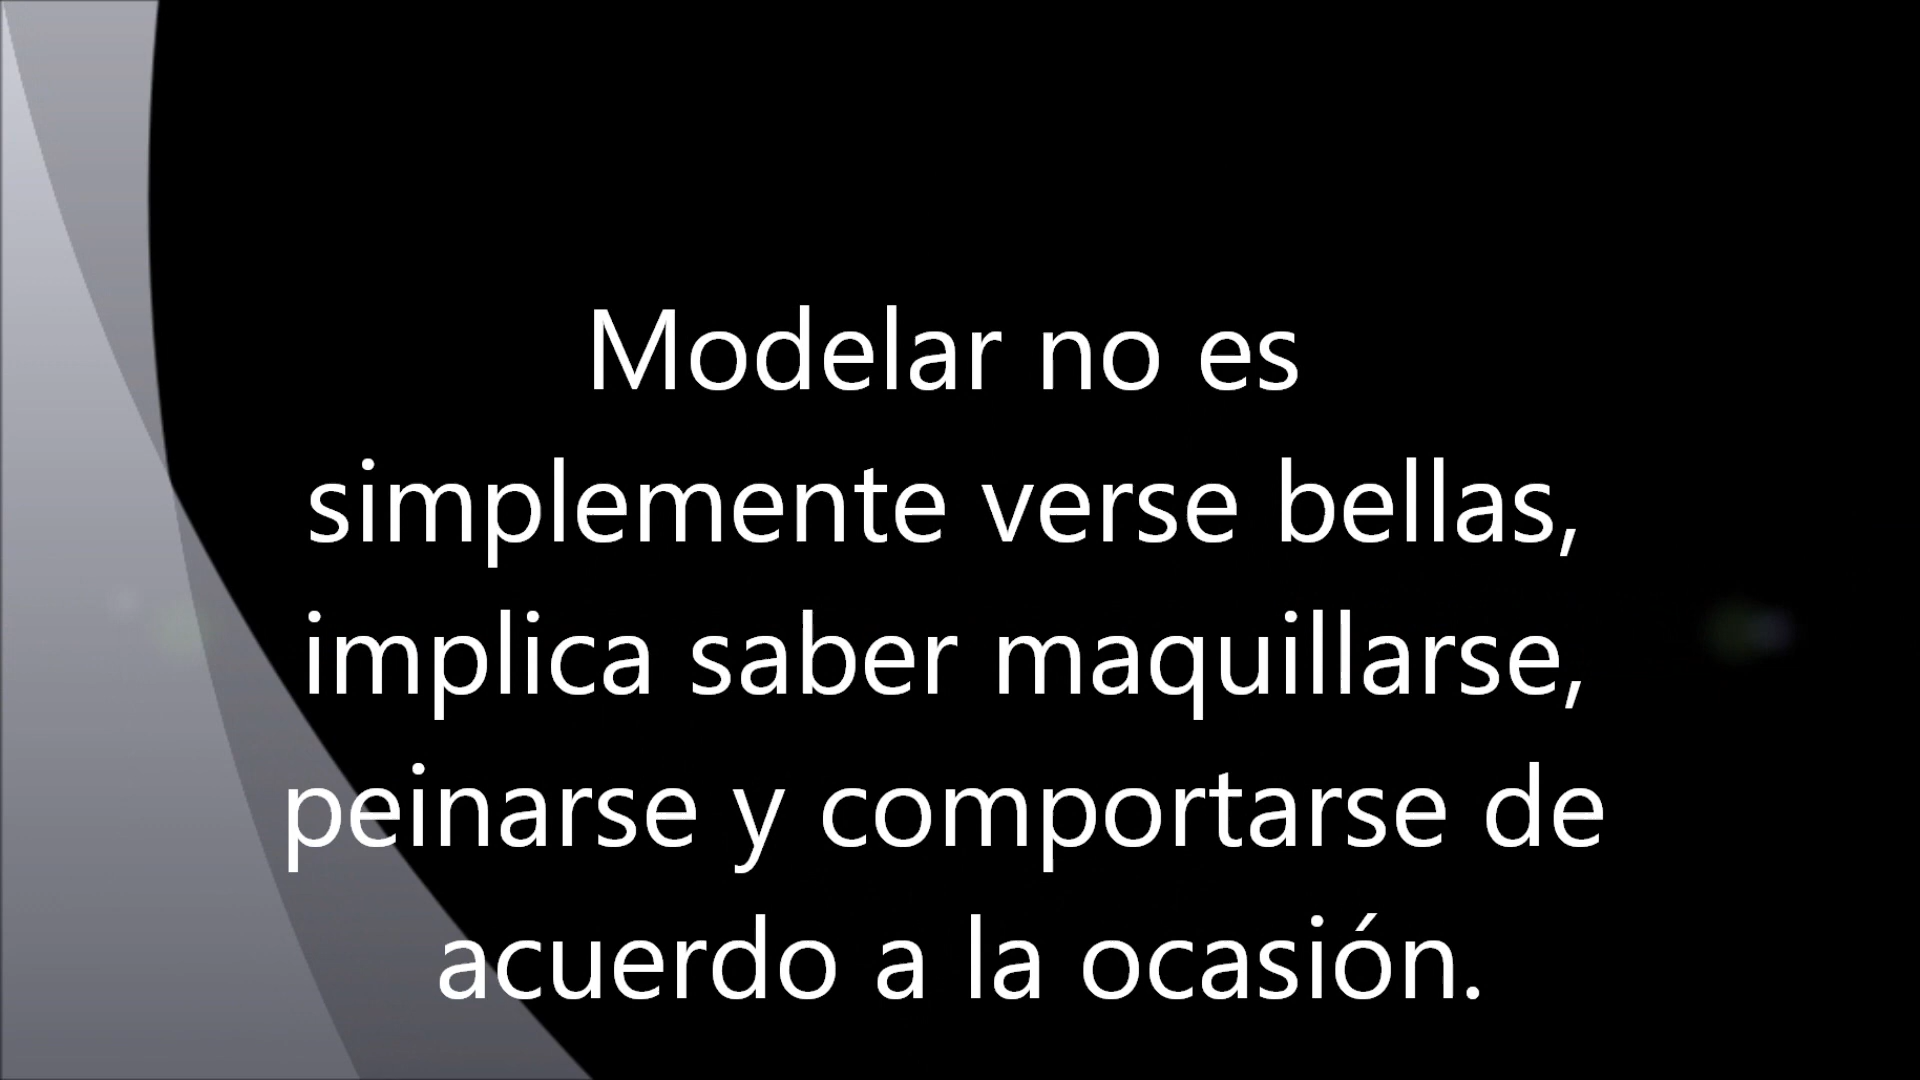 Modelar no es
simplemente verse bellas,
implica saber maquillarse,
peinarse y comportarse de
acuerdo a la ocasión.